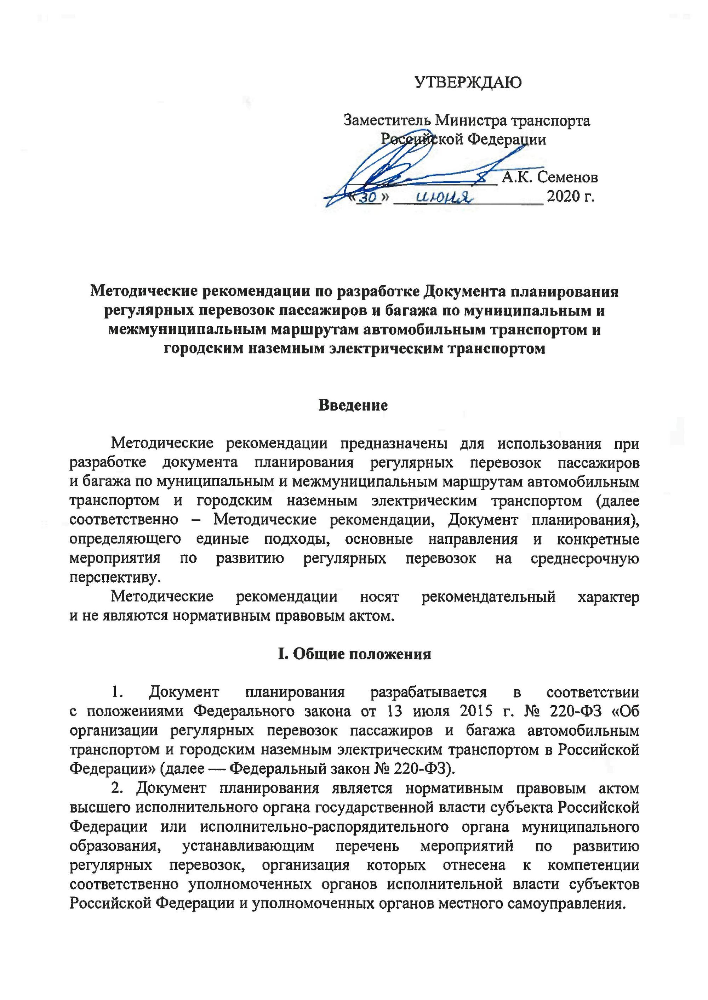 УТВЕРЖДАЮ
Заместитель Министра транспорта
Российской Федерации
А.К. Семенов
«30» июня 2020 г.
Методические рекомендации по разработке Документа планирования
регулярных перевозок пассажиров и багажа по муниципальным и
межмуниципальным маршрутам автомобильным транспортом и
городским наземным электрическим транспортом
Введение
Методические рекомендации предназначены для использования при
разработке документа планирования регулярных перевозок пассажиров
и багажа по муниципальным и межмуниципальным маршрутам автомобильным
транспортом и городским наземным электрическим транспортом (далее
соответственно – Методические рекомендации, Документ планирования),
определяющего единые подходы, основные направления и конкретные
мероприятия по развитию регулярных перевозок на среднесрочную
перспективу.
Методические рекомендации носят рекомендательный характер
и не являются нормативным правовым актом.
I. Общие положения
1. Документ планирования разрабатывается в соответствии
с положениями Федерального закона от 13 июля 2015 г. № 220-ФЗ «Об
организации регулярных перевозок пассажиров и багажа автомобильным
транспортом и городским наземным электрическим транспортом в Российской
Федерации» (далее — Федеральный закон № 220-ФЗ).
2. Документ планирования является нормативным правовым актом
высшего исполнительного органа государственной власти субъекта Российской
Федерации или исполнительно-распорядительного органа муниципального
образования, устанавливающим перечень мероприятий по развитию
регулярных перевозок, организация которых отнесена к компетенции
соответственно уполномоченных органов исполнительной власти субъектов
Российской Федерации и уполномоченных органов местного самоуправления.